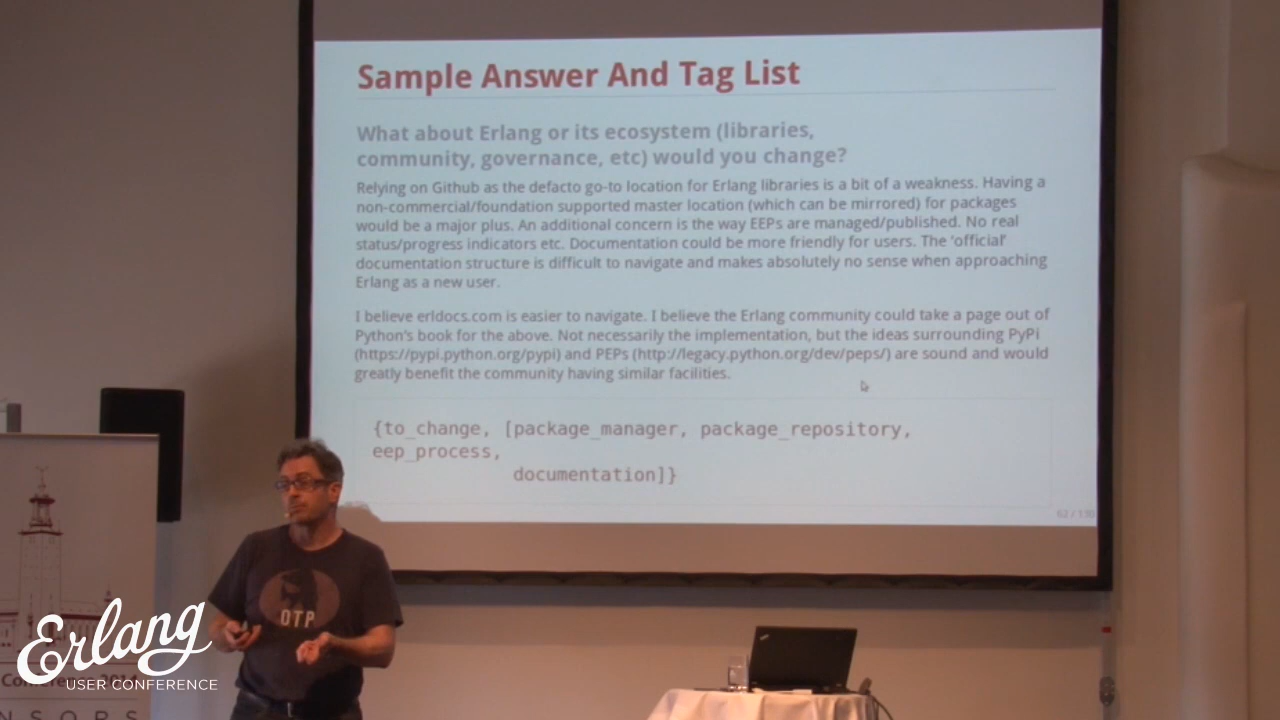 Sample Answer And Tag List
What about Erlang or its ecosystem (libraries,
community, governance, etc) would you change?
Relying on Github as the defacto go-to location for Erlang libraries is a bit of a weakness. Having a
non-commercial/foundation supported master location (which can be mirrored) for packages
would be a major plus. An additional concern is the way EEPs are managed/published. No real
status/progress indicators etc. Documentation could be more friendly for users. The 'official'
documentation structure is difficult to navigate and makes absolutely no sense when approaching
Erlang as a new user.
I believe erldocs.com is easier to navigate. I believe the Erlang community could take a page out of
Python's book for the above. Not necessarily the implementation, but the ideas surrounding PyPi
(https://pypi.python.org/pypi) and PEPs (http://legacy.python.org/dev/peps/) are sound and would
greatly benefit the community having similar facilities.
{to_change, [package_manager, package_repository,
eep_process,
documentation]}
OTP
Erlang
USER CONFERENCE
NSORS